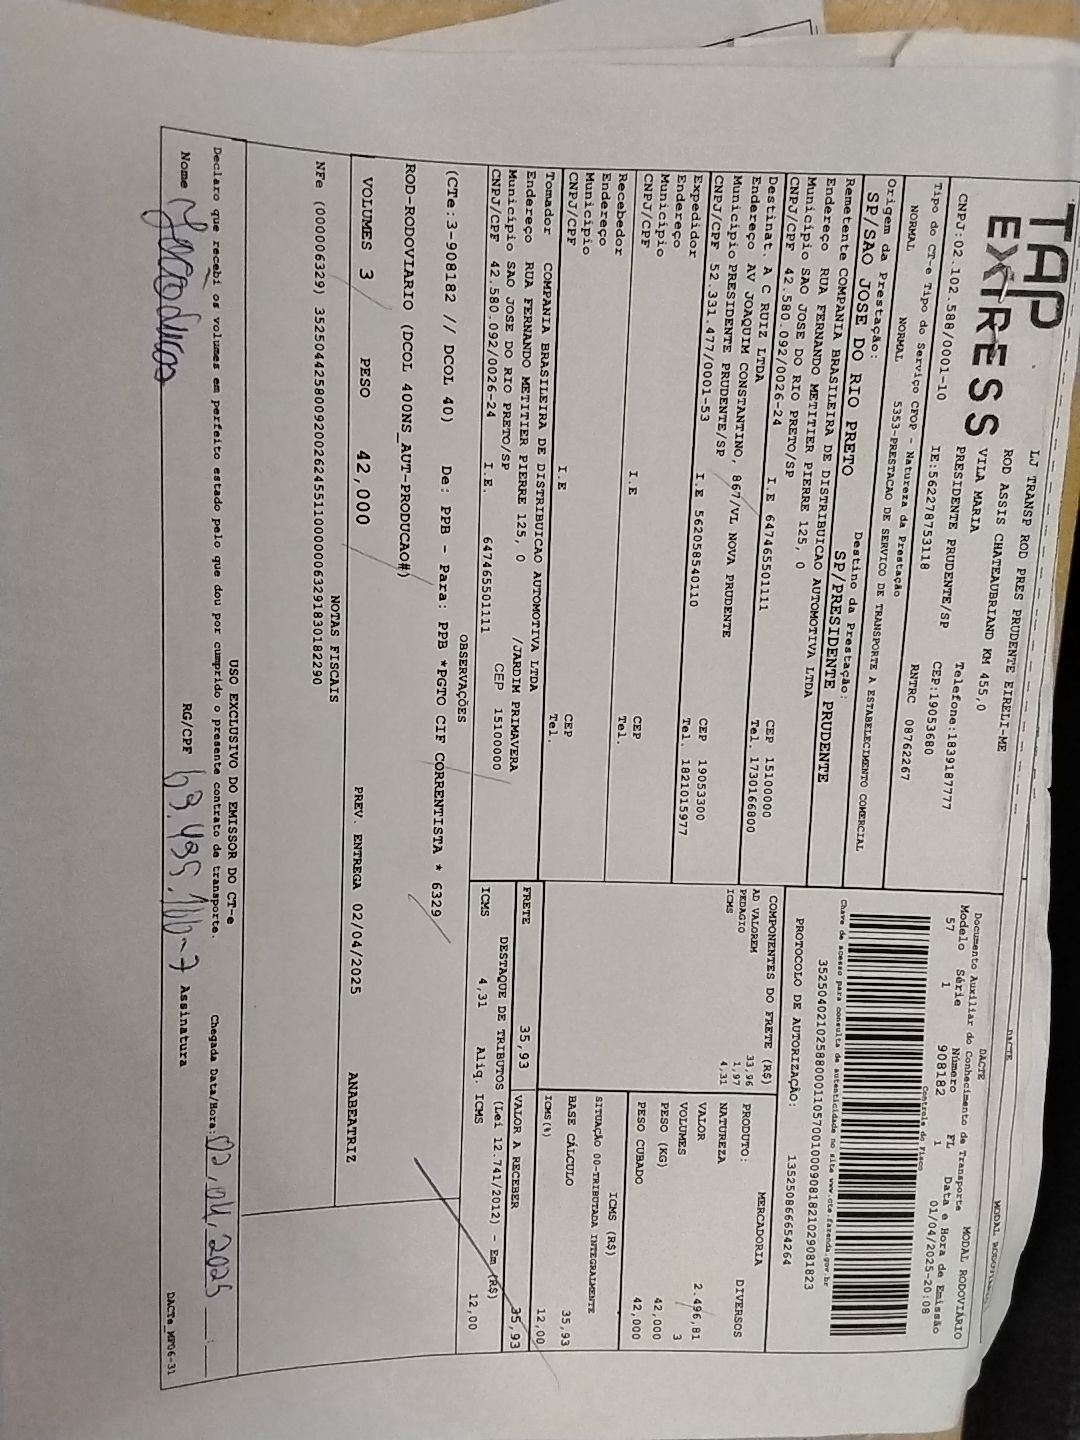 TAP
EXPRESS
LJ TRANSP ROD PRES PRUDENTE EIRELI-ME
ROD ASSIS CHATEAUBRIAND KM 455,0
VILA MARIA
PRESIDENTE PRUDENTE/SP Telefone:1839187777
CNPJ:02.102.588/0001-10 IE:562278753118 CEP:19053680
Tipo do CT-e Tipo do Serviço CFOP - Natureza da Prestação RNTRC 08762267
NORMAL NORMAL 5353-PRESTACAO DE SERVICO DE TRANSPORTE A ESTABELECIMENTO COMERCIAL
Origem da Prestação: Destino da Prestação:
SP/SAO JOSE DO RIO PRETO SP/PRESIDENTE PRUDENTE
MODAL RODOVIÁRIO
DACTE
DACTE MODAL RODOVIÁRIO
Documento Auxiliar do Conhecimento de Transporte
Modelo Série Número FL Data e Hora de Emissão
57 1 908182 1 01/04/2025-20:08
Controle do Fisco
Chave de acesso para consulta de autenticidade no site www.cte.fazenda.gov.br
35250402102588000110570010009081821029081823
PROTOCOLO DE AUTORIZAÇÃO: 135250866654264
Remetente COMPANIA BRASILEIRA DE DISTRIBUICAO AUTOMOTIVA LTDA
Endereço RUA FERNANDO METITIER PIERRE 125, 0
Município SAO JOSE DO RIO PRETO/SP CEP 15100000
CNPJ/CPF 42.580.092/0026-24 I.E 647465501111 Tel. 1730166800
Destinat. A C RUIZ LTDA
Endereço AV JOAQUIM CONSTANTINO, 867/VL NOVA PRUDENTE
Município PRESIDENTE PRUDENTE/SP CEP 19053300
CNPJ/CPF 52.331.477/0001-53 I.E 562058540110 Tel. 1821015977
Expedidor
Endereço
Município CEP
CNPJ/CPF I.E Tel.
Recebedor
Endereço
Município CEP
CNPJ/CPF I.E Tel.
Tomador COMPANIA BRASILEIRA DE DISTRIBUICAO AUTOMOTIVA LTDA
Endereço RUA FERNANDO METITIER PIERRE 125, 0 /JARDIM PRIMAVERA
Município SAO JOSE DO RIO PRETO/SP CEP 15100000
CNPJ/CPF 42.580.092/0026-24 I.E. 647465501111
COMPONENTES DO FRETE (R$)
AD VALOREM 33,96
PEDAGIO 1,97
ICMS 4,31
MERCADORIA
PRODUTO: DIVERSOS
NATUREZA
VALOR 2.496,81
VOLUMES 3
PESO (KG) 42,000
PESO CUBADO 42,000
ICMS (R$)
SITUAÇÃO 00-TRIBUTADA INTEGRALMENTE
BASE CÁLCULO 35,93
ICMS(%) 12,00
FRETE 35,93 VALOR A RECEBER 35,93
DESTAQUE DE TRIBUTOS (Lei 12.741/2012) - Em (R$)
ICMS 4,31 Aliq. ICMS 12,00
OBSERVAÇÕES
(CTe:3-908182 // DCOL 40) De: PPB - Para: PPB *PGTO CIF CORRENTISTA * 6329
ROD-RODOVIARIO (DCOL 400NS_AUT-PRODUCAO#)
VOLUMES 3 PESO 42,000 PREV. ENTREGA 02/04/2025 ANABEATRIZ
NOTAS FISCAIS
NFe (000006329) 35250442580092002624551100000063291830182290
USO EXCLUSIVO DO EMISSOR DO CT-e
Declaro que recebi os volumes em perfeito estado pelo que dou por cumprido o presente contrato de transporte. Chegada Data/Hora: 02.04.2025 :
Nome RG/CPF Assinatura
DACTe_MP06-31